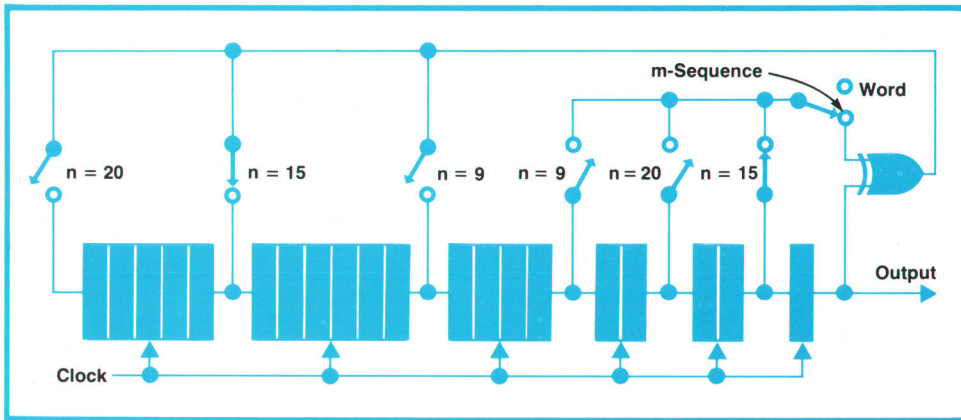 m-Sequence
Word
n = 20
n = 15
n = 9
n = 9
n = 20
n = 15
Output
Clock